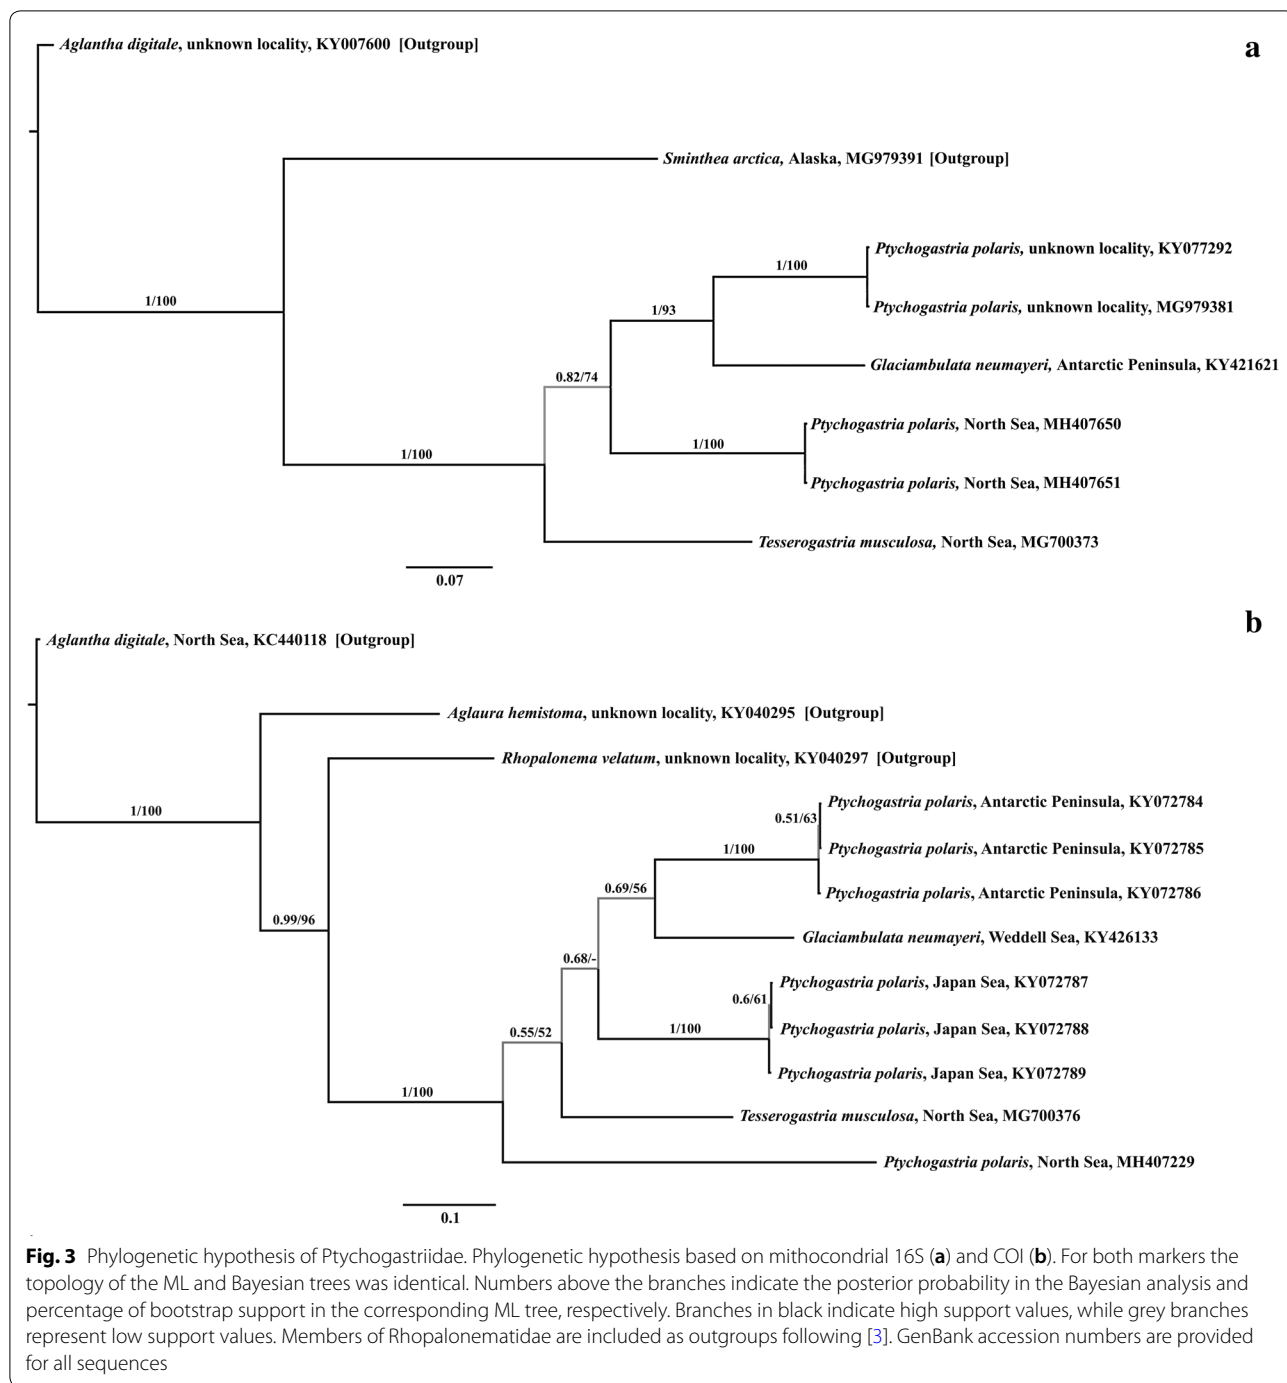 Aglantha digitale, unknown locality, KY007600 [Outgroup]
a
Sminthea arctica, Alaska, MG979391 [Outgroup]
Ptychogastria polaris, unknown locality, KY077292
1/100
Ptychogastria polaris, unknown locality, MG979381
1/100
1/93
Glaciambulata neumayeri, Antarctic Peninsula, KY421621
0.82/74
Ptychogastria polaris, North Sea, MH407650
1/100
1/100
Ptychogastria polaris, North Sea, MH407651
Tesserogastria musculosa, North Sea, MG700373
0.07
b
Aglantha digitale, North Sea, KC440118 [Outgroup]
Aglaura hemistoma, unknown locality, KY040295 [Outgroup]
Rhopalonema velatum, unknown locality, KY040297 [Outgroup]
Ptychogastria polaris, Antarctic Peninsula, KY072784
1/100
0.51/63
Ptychogastria polaris, Antarctic Peninsula, KY072785
1/100
Ptychogastria polaris, Antarctic Peninsula, KY072786
0.69/56
0.99/96
Glaciambulata neumayeri, Weddell Sea, KY426133
0.68/-
Ptychogastria polaris, Japan Sea, KY072787
0.6/61
Ptychogastria polaris, Japan Sea, KY072788
0.55/52
1/100
Ptychogastria polaris, Japan Sea, KY072789
1/100
Tesserogastria musculosa, North Sea, MG700376
Ptychogastria polaris, North Sea, MH407229
0.1
Fig. 3 Phylogenetic hypothesis of Ptychogastriidae. Phylogenetic hypothesis based on mithocondrial 16S (a) and COI (b). For both markers the
topology of the ML and Bayesian trees was identical. Numbers above the branches indicate the posterior probability in the Bayesian analysis and
percentage of bootstrap support in the corresponding ML tree, respectively. Branches in black indicate high support values, while grey branches
represent low support values. Members of Rhopalonematidae are included as outgroups following [3]. GenBank accession numbers are provided
for all sequences